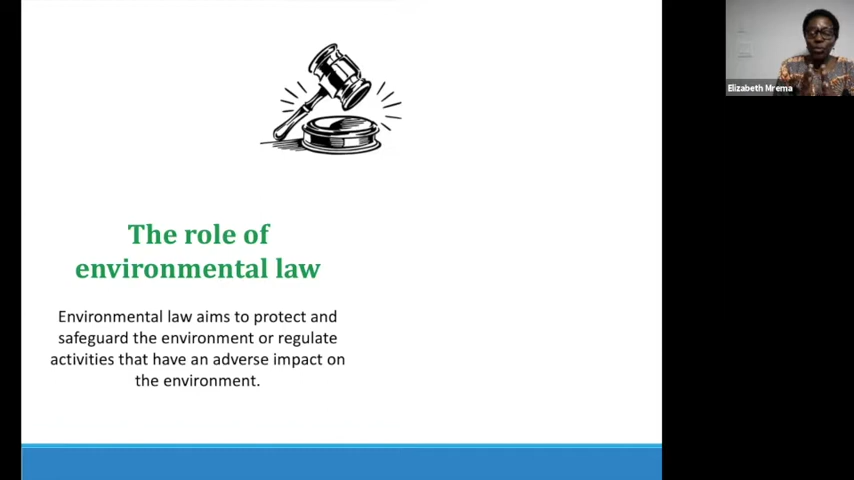 Elizabeth Mrema
The role of
environmental law
Environmental law aims to protect and
safeguard the environment or regulate
activities that have an adverse impact on
the environment.